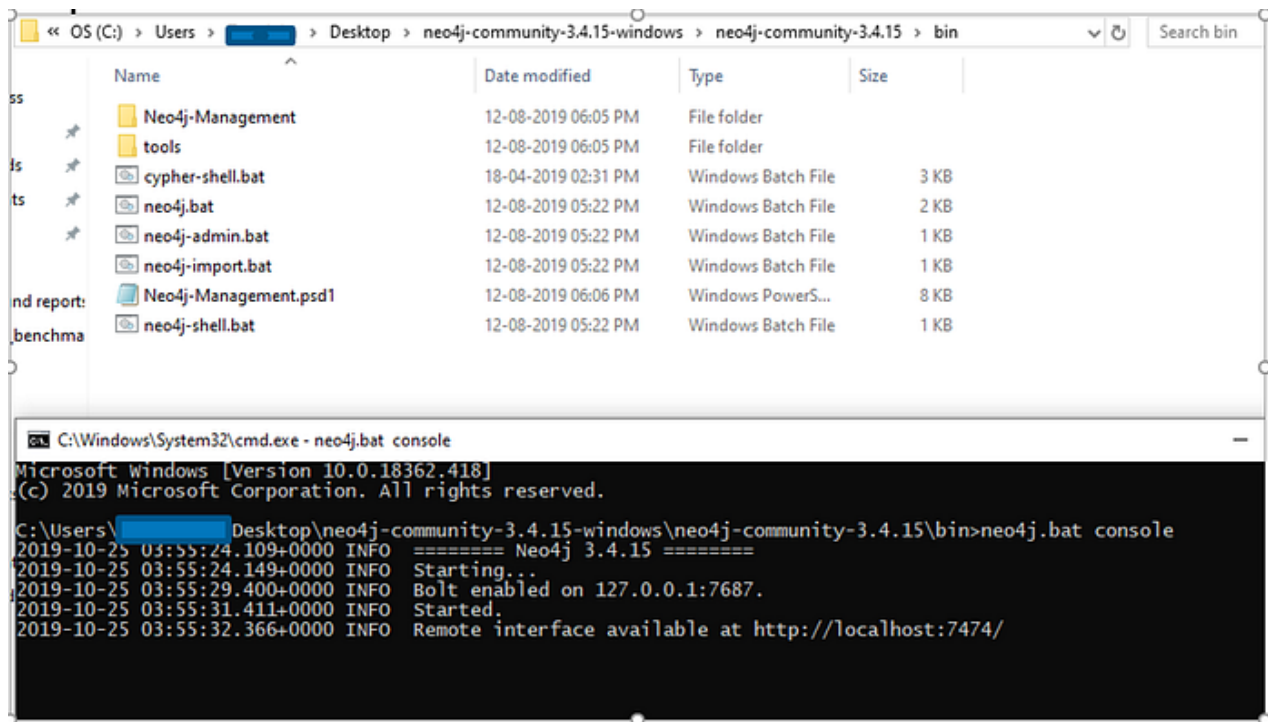 « OS (C:) > Users > > Desktop > neo4j-community-3.4.15-windows > neo4j-community-3.4.15 > bin Search bin
Name Date modified Type Size
ss
Neo4j-Management 12-08-2019 06:05 PM File folder
tools 12-08-2019 06:05 PM File folder
ds cypher-shell.bat 18-04-2019 02:31 PM Windows Batch File 3 KB
ts neo4j.bat 12-08-2019 05:22 PM Windows Batch File 2 KB
neo4j-admin.bat 12-08-2019 05:22 PM Windows Batch File 1 KB
neo4j-import.bat 12-08-2019 05:22 PM Windows Batch File 1 KB
nd reports Neo4j-Management.psd1 12-08-2019 06:06 PM Windows PowerS... 8 KB
_benchma neo4j-shell.bat 12-08-2019 05:22 PM Windows Batch File 1 KB
C:\Windows\System32\cmd.exe - neo4j.bat console
Microsoft Windows [Version 10.0.18362.418]
(c) 2019 Microsoft Corporation. All rights reserved.
C:\Users\ Desktop\neo4j-community-3.4.15-windows\neo4j-community-3.4.15\bin>neo4j.bat console
2019-10-25 03:55:24.109+0000 INFO ======== Neo4j 3.4.15 ========
2019-10-25 03:55:24.149+0000 INFO Starting...
2019-10-25 03:55:29.400+0000 INFO Bolt enabled on 127.0.0.1:7687.
2019-10-25 03:55:31.411+0000 INFO Started.
2019-10-25 03:55:32.366+0000 INFO Remote interface available at http://localhost:7474/